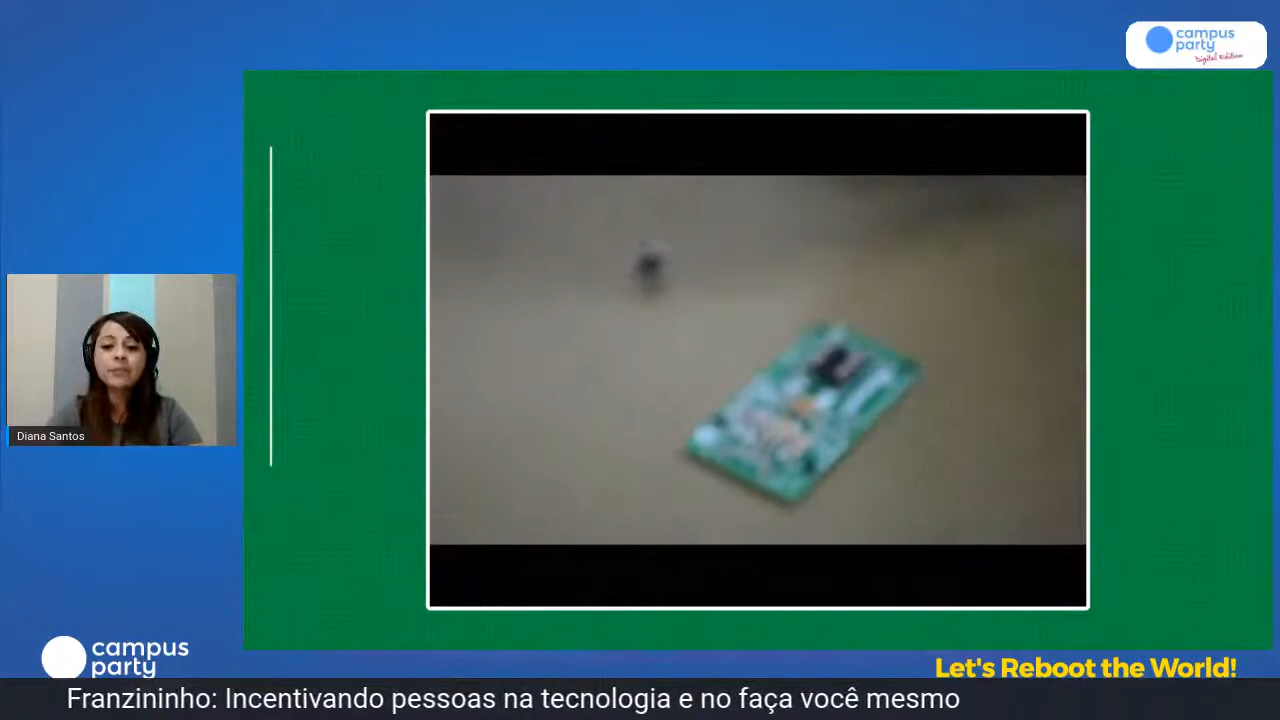 campus
party
Digital Edition
Diana Santos
campus
party
Let's Reboot the World!
Franzininho: Incentivando pessoas na tecnologia e no faça você mesmo